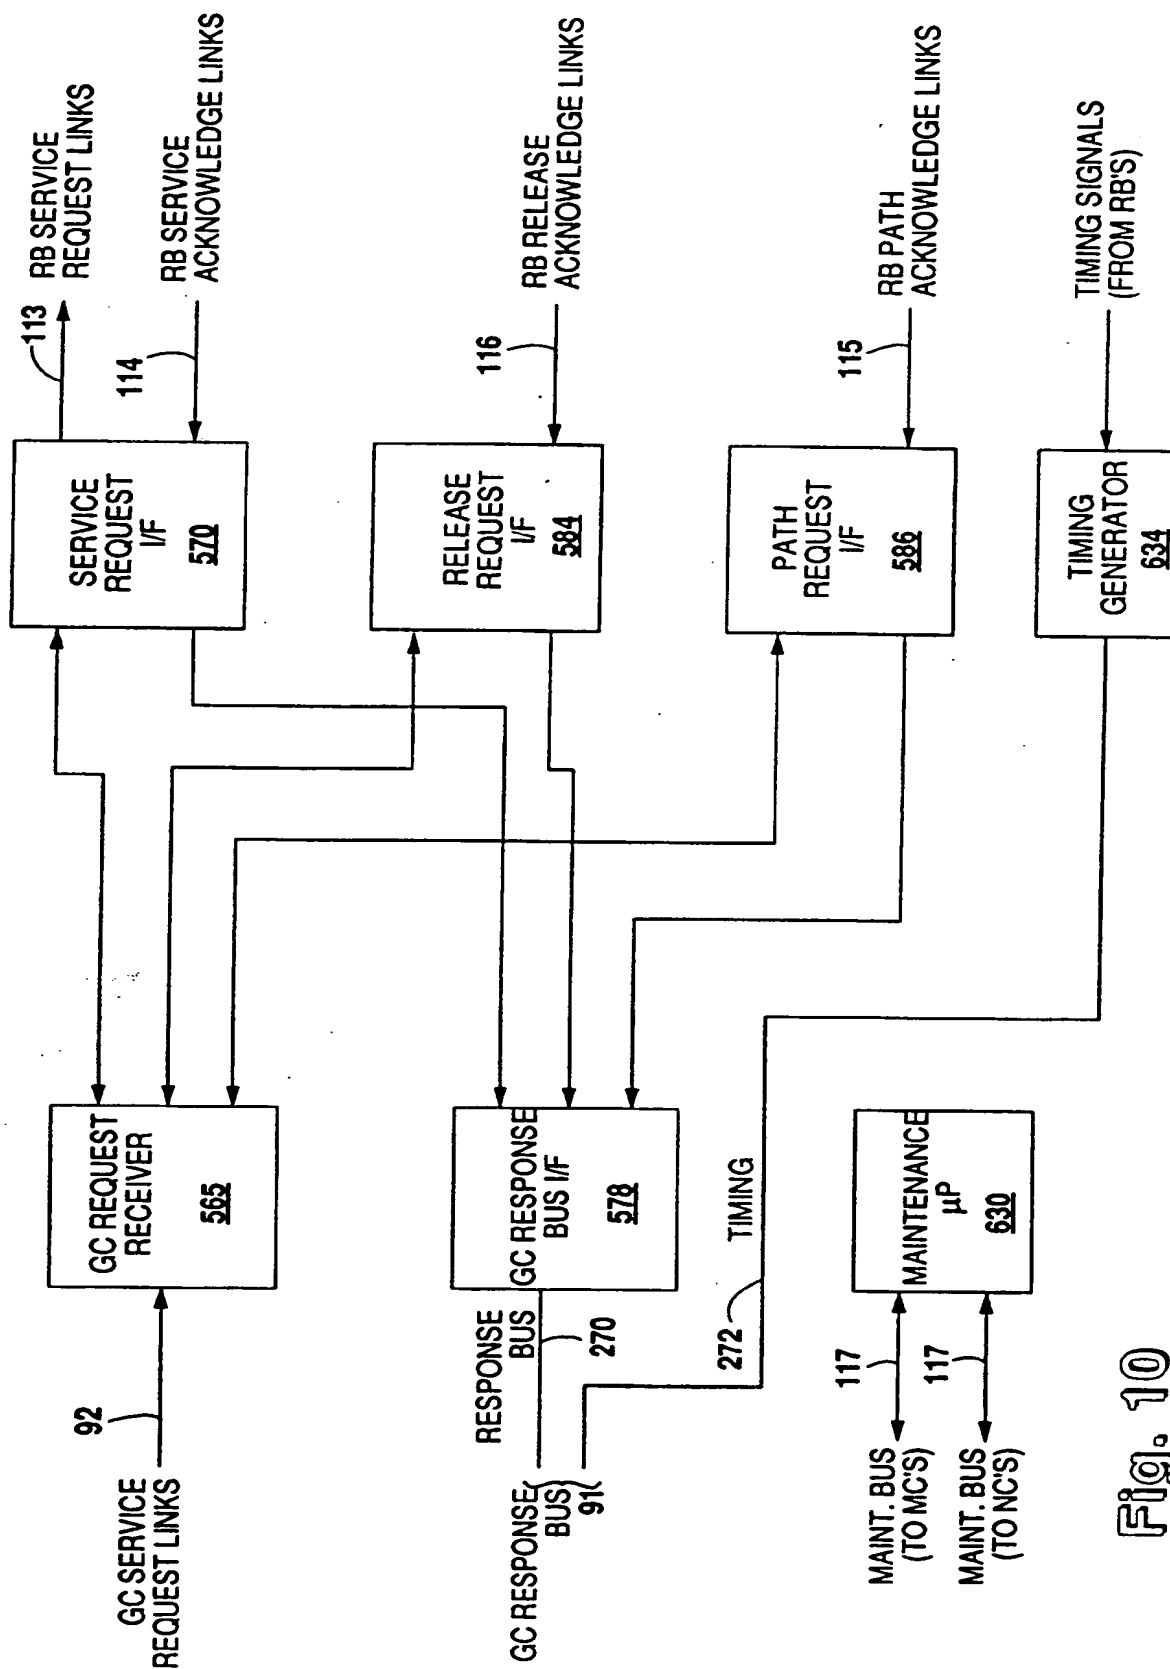 GC SERVICE
REQUEST LINKS
92
GC REQUEST
RECEIVER
565
SERVICE
REQUEST
I/F
570
113
RB SERVICE
REQUEST LINKS
114
RB SERVICE
ACKNOWLEDGE LINKS
RELEASE
REQUEST
I/F
584
116
RB RELEASE
ACKNOWLEDGE LINKS
GC RESPONSE
BUS
91
RESPONSE
BUS
270
GC RESPONSE
BUS I/F
578
PATH
REQUEST
I/F
586
115
RB PATH
ACKNOWLEDGE LINKS
272
TIMING
TIMING
GENERATOR
634
TIMING SIGNALS
(FROM RB'S)
MAINT. BUS
(TO MC'S)
117
MAINT. BUS
(TO NC'S)
117
MAINTENANCE
µP
630
Fig. 10